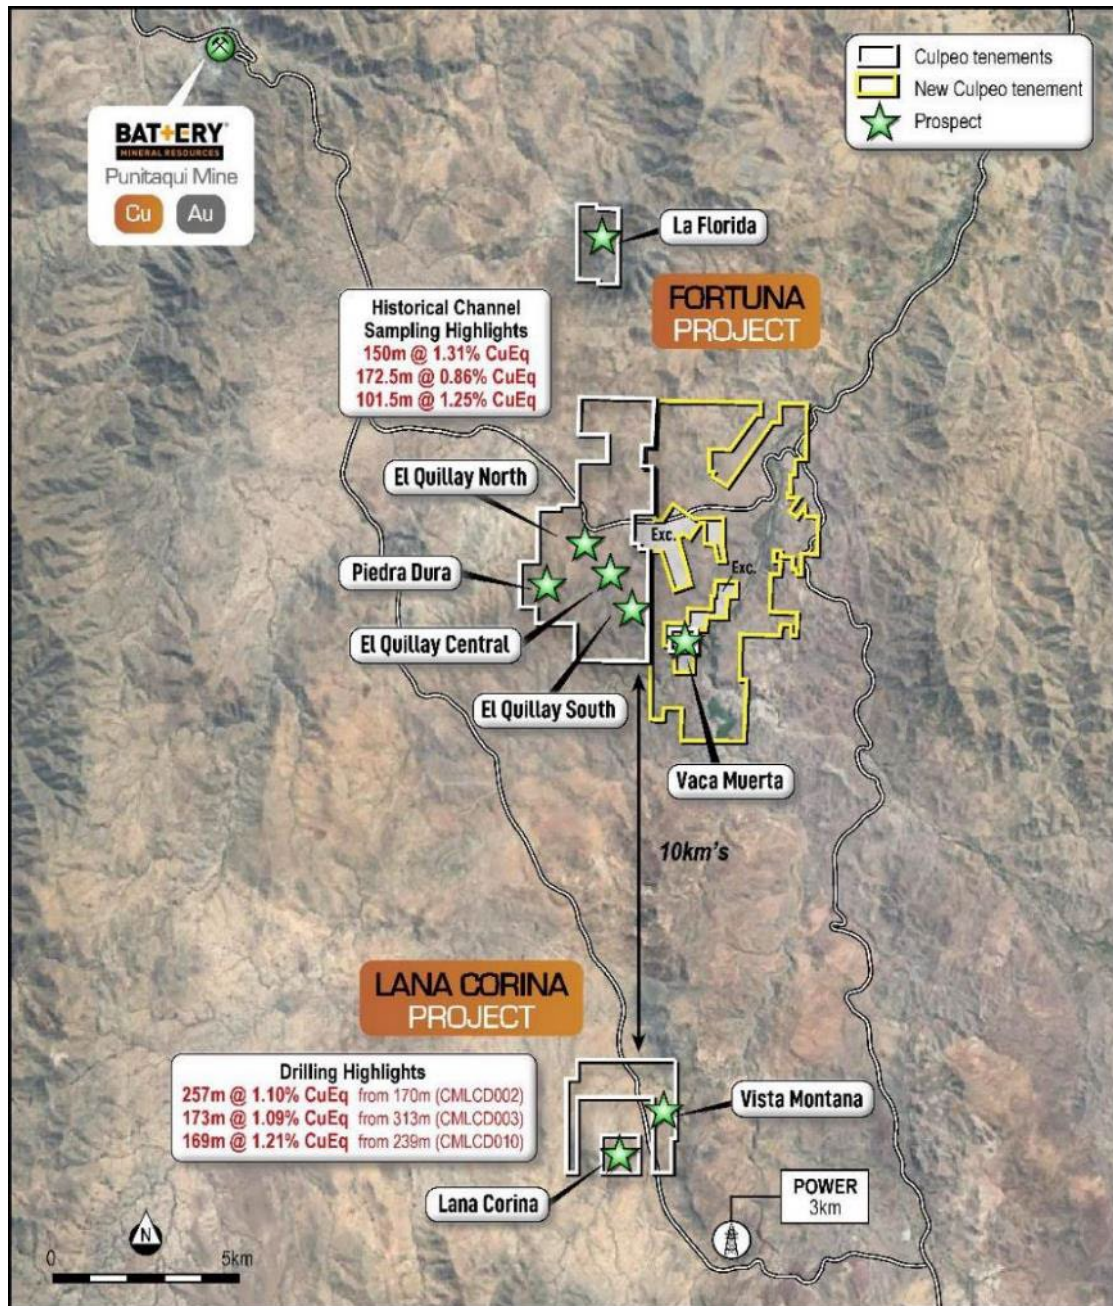 BATTERY
MINERAL RESOURCES
Punitaqui Mine
Cu Au
Culpeo tenements
New Culpeo tenement
Prospect
La Florida
FORTUNA
PROJECT
Historical Channel
Sampling Highlights
150m @ 1.31% CuEq
172.5m @ 0.86% CuEq
101.5m @ 1.25% CuEq
El Quillay North
Exc.
Exc.
Piedra Dura
El Quillay Central
El Quillay South
Vaca Muerta
10km's
LANA CORINA
PROJECT
Drilling Highlights
257m @ 1.10% CuEq from 170m (CMLCD002)
173m @ 1.09% CuEq from 313m (CMLCD003)
169m @ 1.21% CuEq from 239m (CMLCD010)
Vista Montana
Lana Corina
POWER
3km
N
0 5km